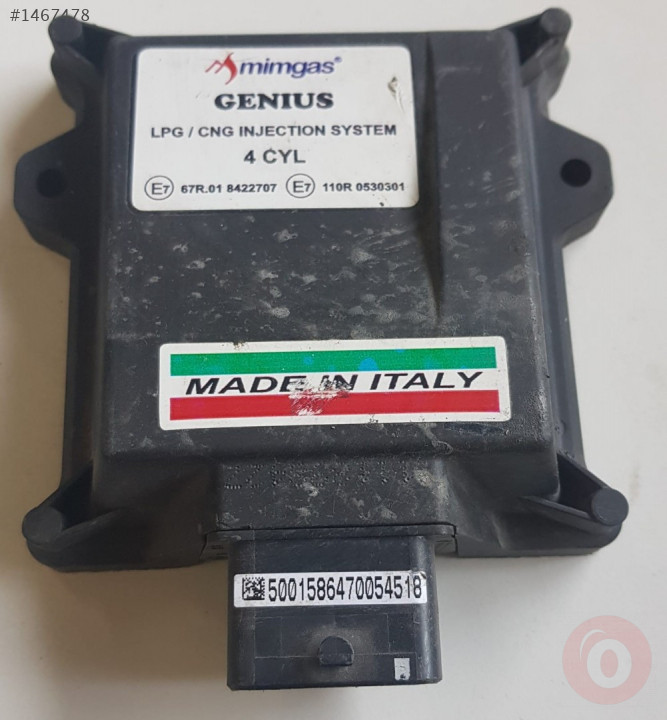 #1467478
mimgas®
GENIUS
LPG / CNG INJECTION SYSTEM
4 CYL
E7 67R.01 8422707 E7 110R 0530301
MADE IN ITALY
5001586470054518